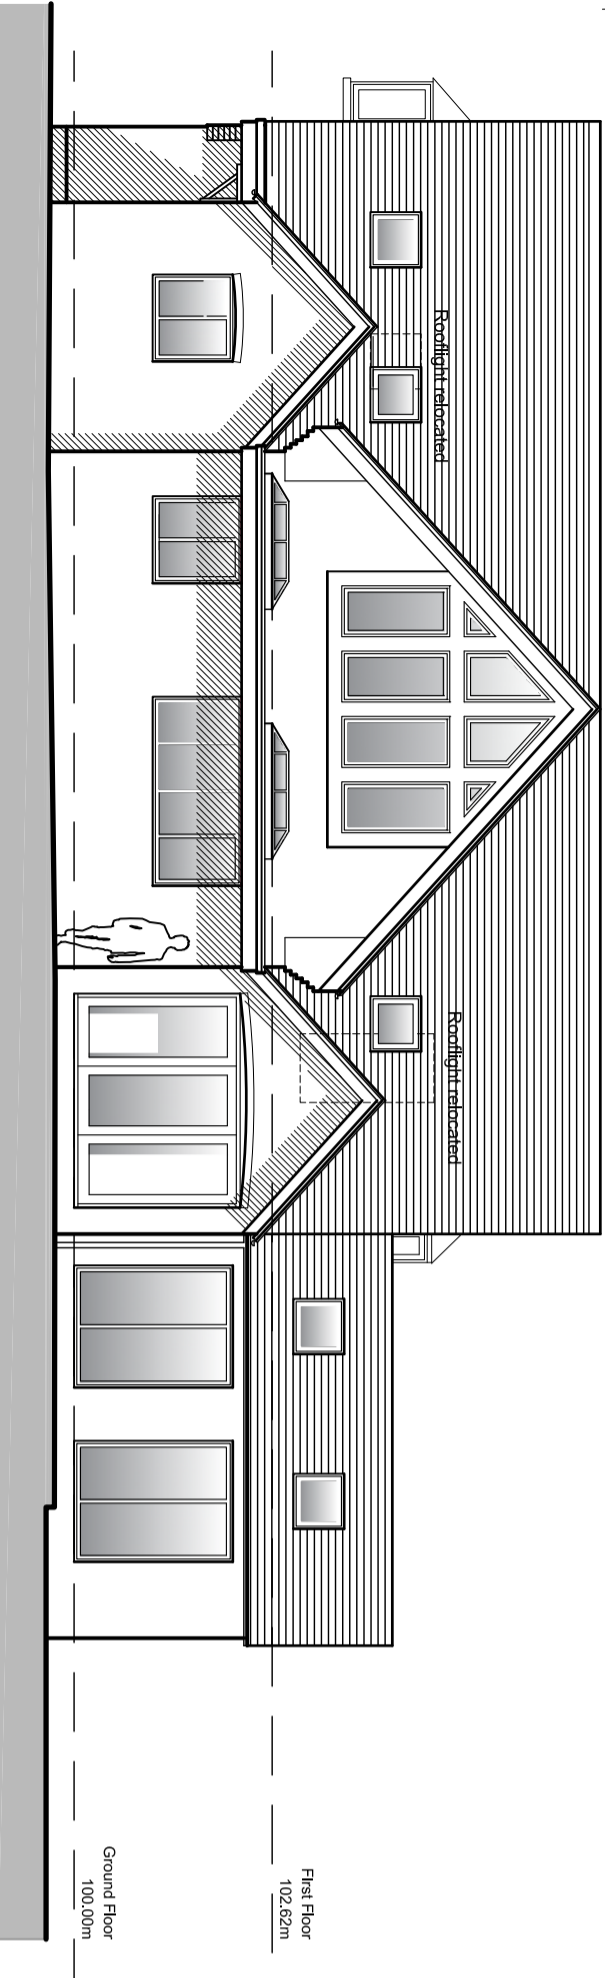 Rooflight relocated
Rooflight relocated
FIrst Floor
102.62m
Ground Floor
100.00m